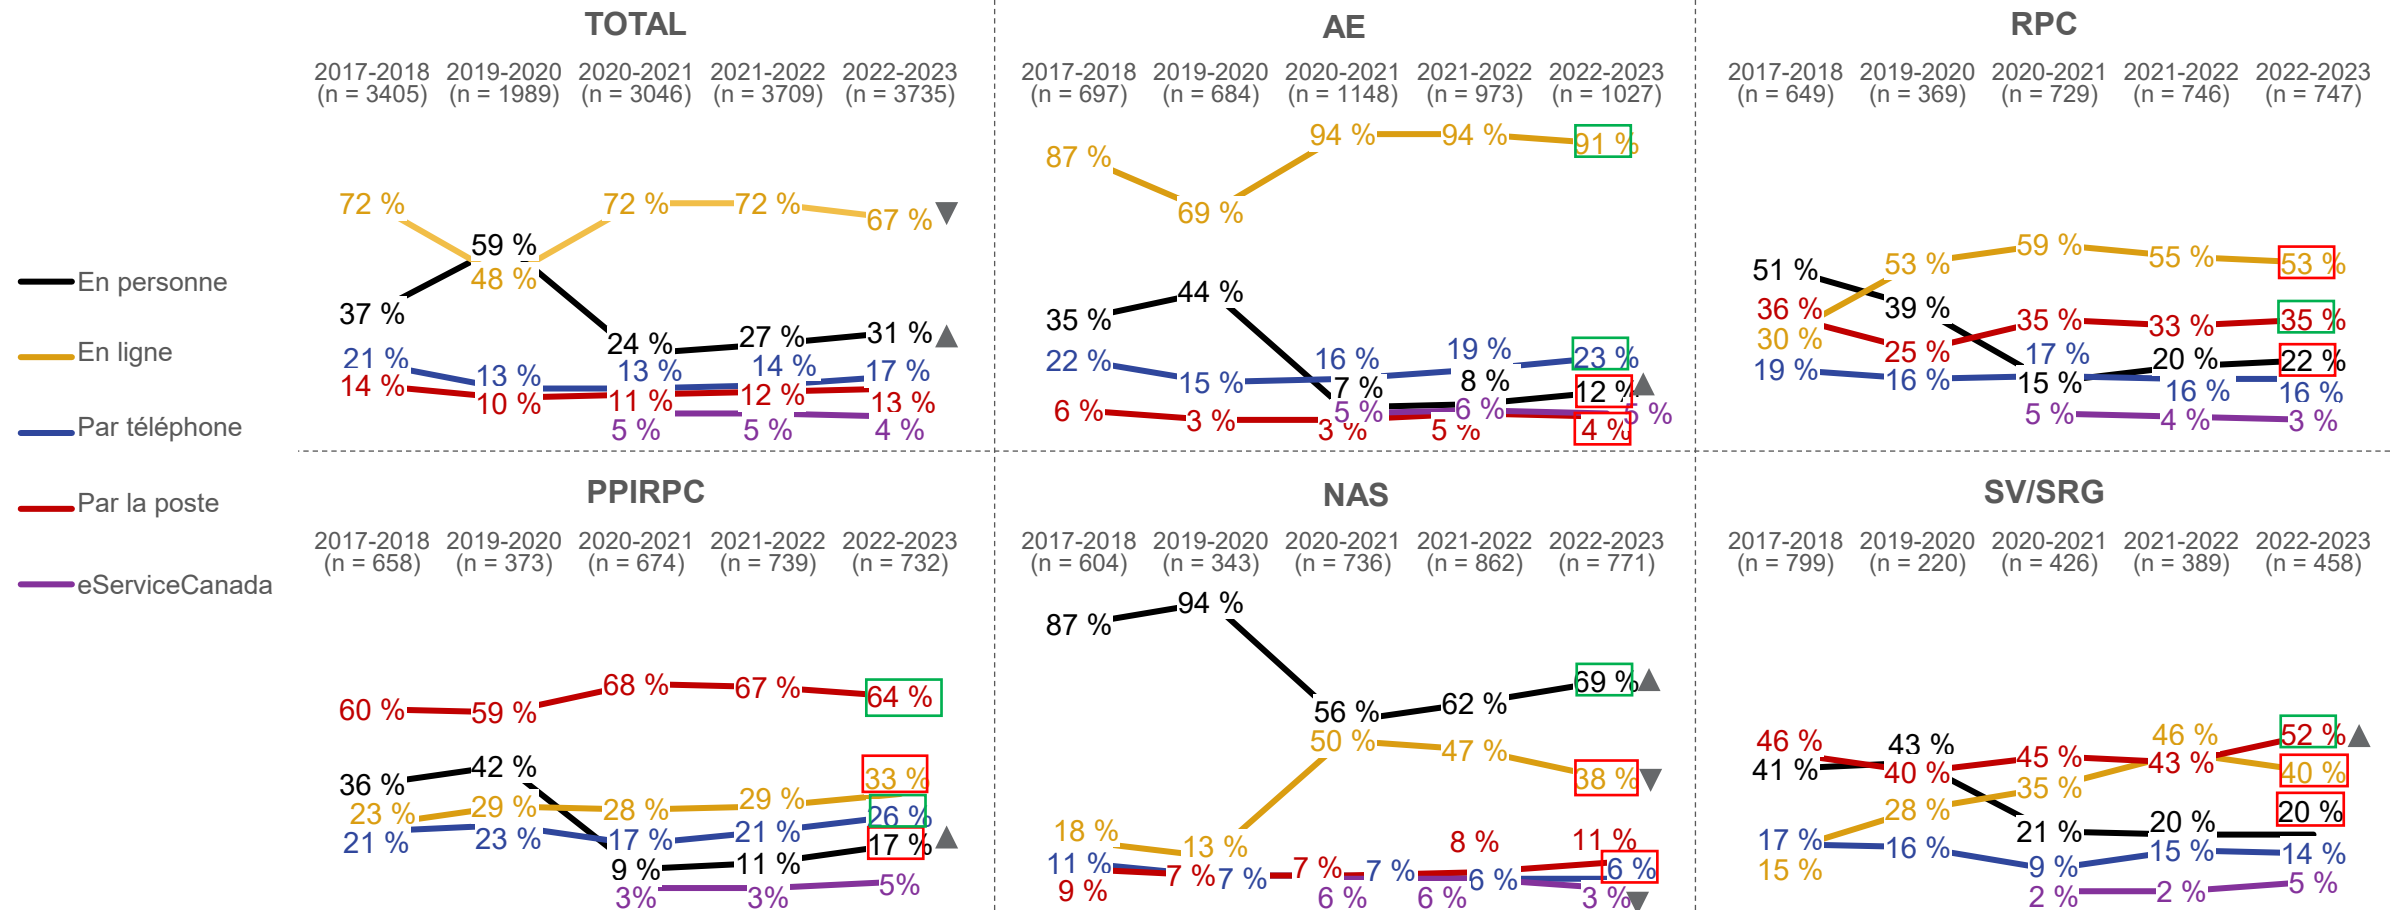 TOTAL
2017-2018 2019-2020 2020-2021 2021-2022 2022-2023
(n = 3405) (n = 1989) (n = 3046) (n = 3709) (n = 3735)
72 % 48 % 72 % 72 % 67 %
37 % 59 % 24 % 27 % 31 %
21 % 13 % 13 % 14 % 17 %
14 % 10 % 11 % 12 % 13 %
5 % 5 % 4 %
AE
2017-2018 2019-2020 2020-2021 2021-2022 2022-2023
(n = 697) (n = 684) (n = 1148) (n = 973) (n = 1027)
87 % 69 % 94 % 94 % 91 %
35 % 44 % 7 % 8 % 12 %
22 % 15 % 16 % 19 % 23 %
6 % 3 % 3 % 5 % 4 %
5 % 6 % 5 %
RPC
2017-2018 2019-2020 2020-2021 2021-2022 2022-2023
(n = 649) (n = 369) (n = 729) (n = 746) (n = 747)
51 % 39 % 15 % 20 % 22 %
36 % 25 % 35 % 33 % 35 %
30 % 53 % 59 % 55 % 53 %
19 % 16 % 17 % 16 % 16 %
5 % 4 % 3 %
En personne
En ligne
Par téléphone
Par la poste
eServiceCanada
PPIRPC
2017-2018 2019-2020 2020-2021 2021-2022 2022-2023
(n = 658) (n = 373) (n = 674) (n = 739) (n = 732)
60 % 59 % 68 % 67 % 64 %
36 % 42 % 9 % 11 % 17 %
23 % 29 % 28 % 29 % 33 %
21 % 23 % 17 % 21 % 26 %
3% 3% 5%
NAS
2017-2018 2019-2020 2020-2021 2021-2022 2022-2023
(n = 604) (n = 343) (n = 736) (n = 862) (n = 771)
87 % 94 % 56 % 62 % 69 %
18 % 13 % 50 % 47 % 38 %
11 % 7 % 7 % 6 % 6 %
9 % 7 % 7 % 8 % 11 %
6 % 6 % 3 %
SV/SRG
2017-2018 2019-2020 2020-2021 2021-2022 2022-2023
(n = 799) (n = 220) (n = 426) (n = 389) (n = 458)
46 % 40 % 45 % 43 % 52 %
41 % 43 % 21 % 20 % 20 %
17 % 16 % 9 % 15 % 14 %
15 % 28 % 35 % 46 % 40 %
2 % 2 % 5 %